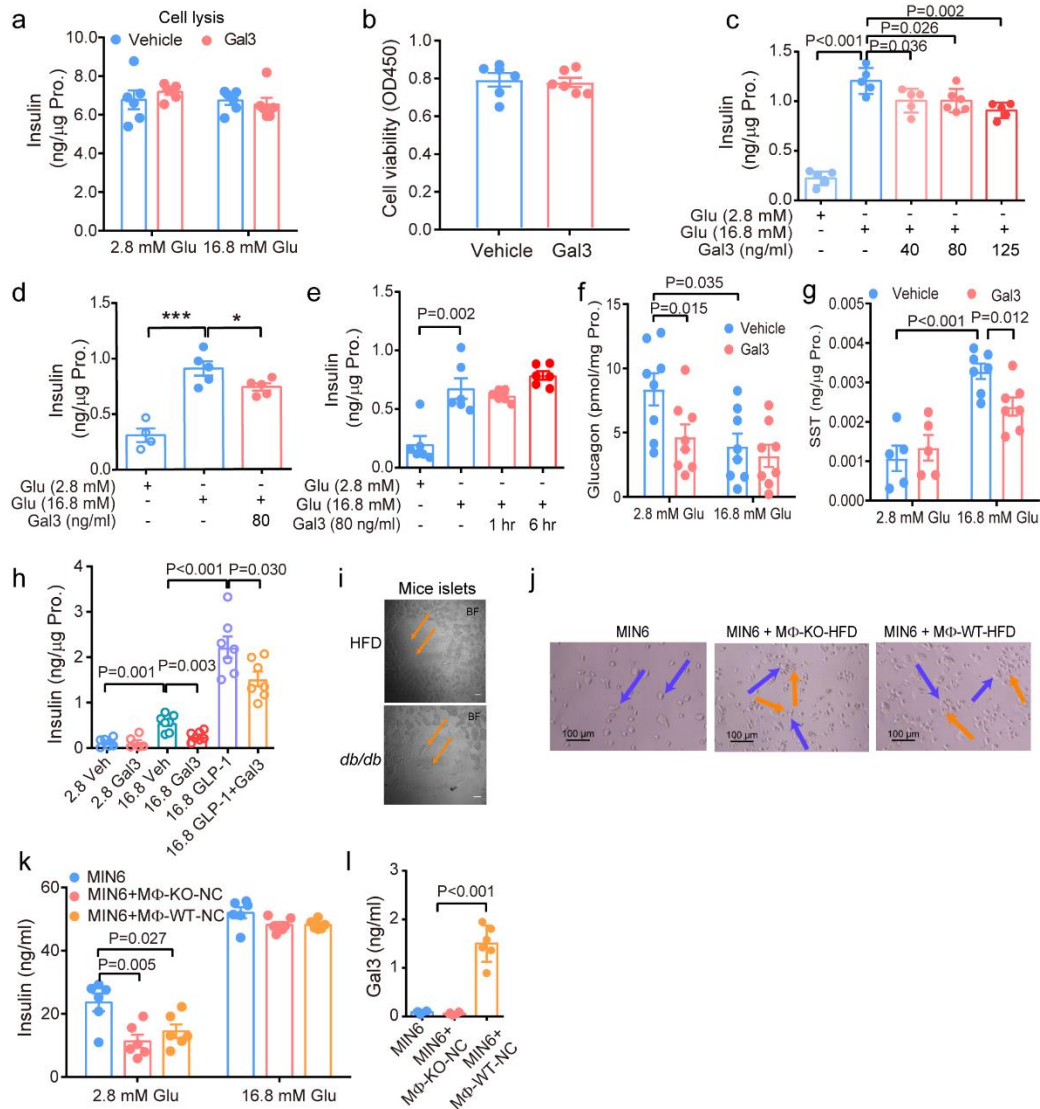 a
Cell lysis
Vehicle Gal3
Insulin
(ng/μg Pro.)
10.0
8.0
6.0
4.0
2.0
0.0
2.8 mM Glu 16.8 mM Glu
b
Cell viability (OD450)
1.0
0.8
0.6
0.4
0.2
0.0
Vehicle Gal3
c
P=0.002
P=0.026
P<0.001 P=0.036
Insulin
(ng/μg Pro.)
1.5
1.0
0.5
0.0
Glu (2.8 mM) + - - - -
Glu (16.8 mM) - + + + +
Gal3 (ng/ml) - - 40 80 125
d
*** *
Insulin
(ng/μg Pro.)
1.5
1.0
0.5
0.0
Glu (2.8 mM) + - -
Glu (16.8 mM) - + +
Gal3 (ng/ml) - - 80
e
P=0.002
Insulin
(ng/μg Pro.)
1.5
1.0
0.5
0.0
Glu (2.8 mM) + - - -
Glu (16.8 mM) - + + +
Gal3 (80 ng/ml) - - 1 hr 6 hr
f
P=0.035
P=0.015
Vehicle
Gal3
Glucagon (pmol/mg Pro.)
15
10
5
0
2.8 mM Glu 16.8 mM Glu
g
Vehicle Gal3
P<0.001 P=0.012
SST (ng/μg Pro.)
0.005
0.004
0.003
0.002
0.001
0.000
2.8 mM Glu 16.8 mM Glu
h
P<0.001 P=0.030
P=0.001 P=0.003
Insulin (ng/μg Pro.)
4
3
2
1
0
2.8 Veh
2.8 Gal3
16.8 Veh
16.8 Gal3
16.8 GLP-1
16.8 GLP-1+Gal3
i
Mice islets
HFD
BF
db/db
BF
j
MIN6 MIN6 + MΦ-KO-HFD MIN6 + MΦ-WT-HFD
100 μm 100 μm 100 μm
k
MIN6
MIN6+MΦ-KO-NC
MIN6+MΦ-WT-NC
P=0.027
P=0.005
Insulin (ng/ml)
60
40
20
0
2.8 mM Glu 16.8 mM Glu
l
P<0.001
Gal3 (ng/ml)
3
2
1
0
MIN6
MIN6+
MΦ-KO-NC
MIN6+
MΦ-WT-NC